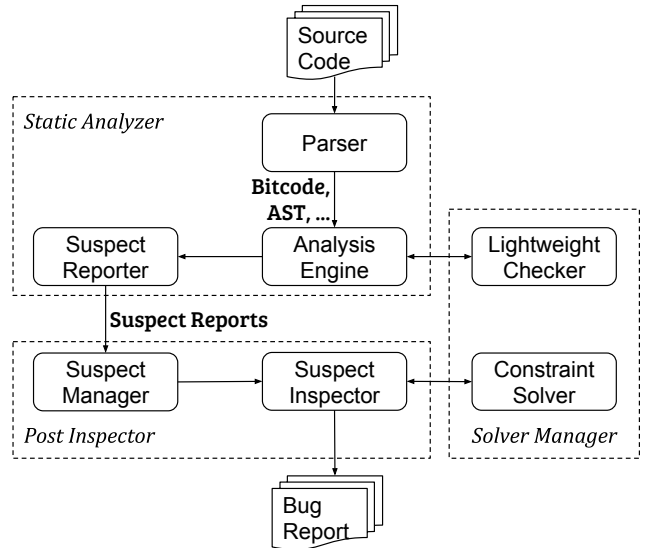 Source
Code
Static Analyzer
Parser
Bitcode,
AST, ...
Suspect
Reporter
Analysis
Engine
Lightweight
Checker
Suspect Reports
Suspect
Manager
Suspect
Inspector
Constraint
Solver
Post Inspector
Solver Manager
Bug
Report